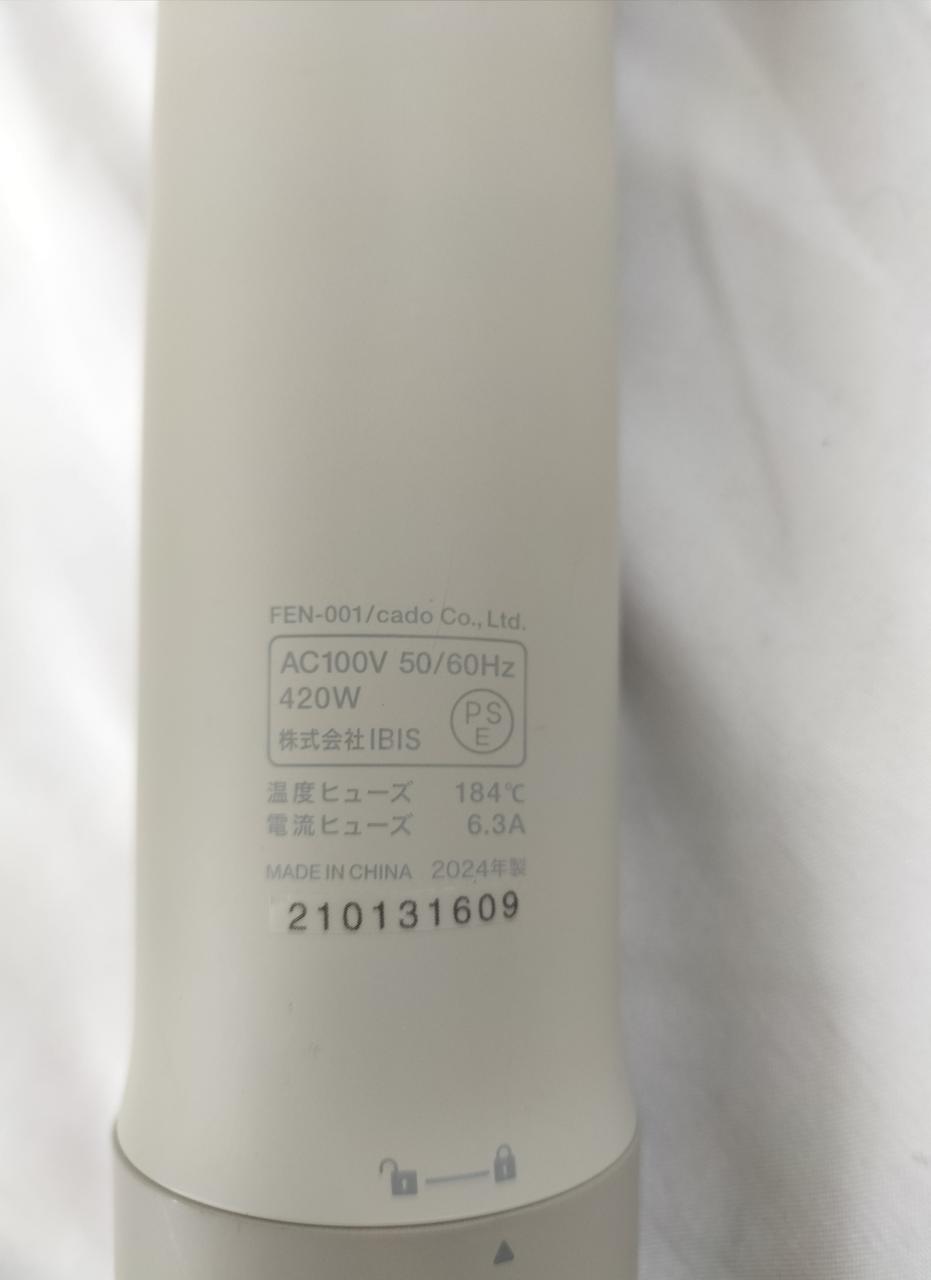 FEN-001/cado Co., Ltd.
AC100V 50/60Hz
420W
株式会社IBIS
PS
E
温度ヒューズ 184℃
電流ヒューズ 6.3A
MADE IN CHINA 2024年製
210131609